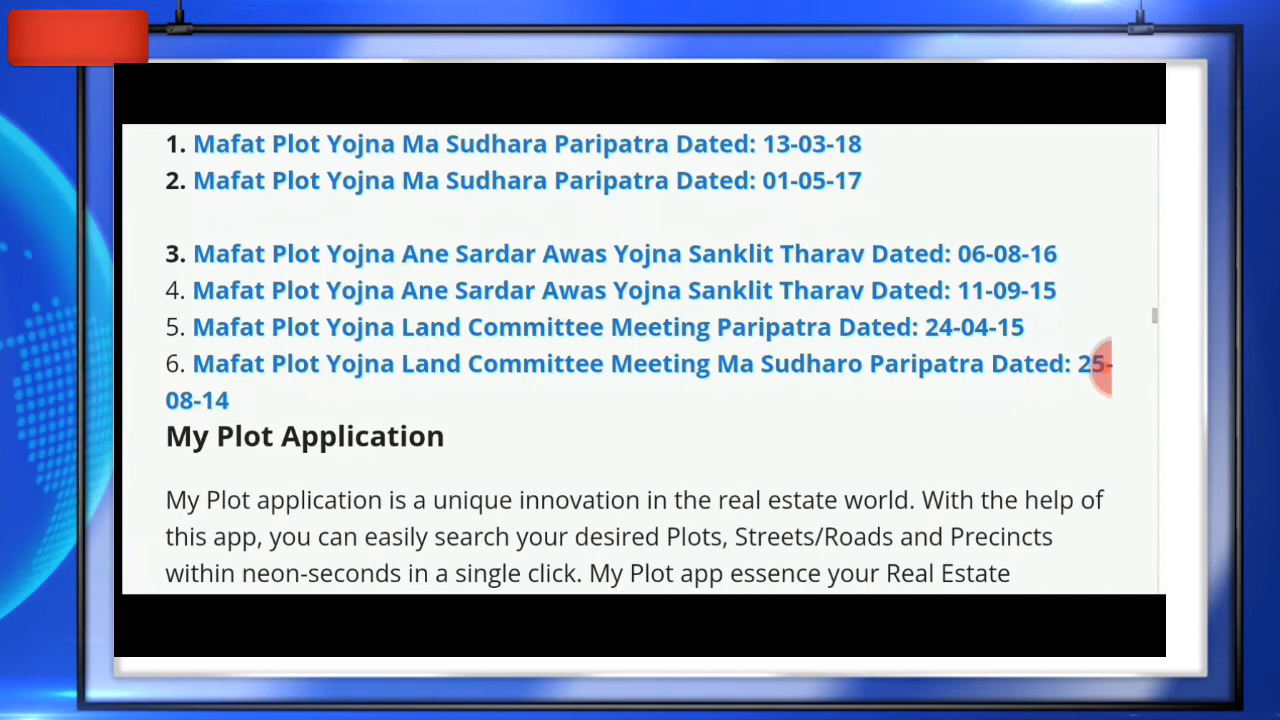 1. Mafat Plot Yojna Ma Sudhara Paripatra Dated: 13-03-18
2. Mafat Plot Yojna Ma Sudhara Paripatra Dated: 01-05-17
3. Mafat Plot Yojna Ane Sardar Awas Yojna Sanklit Tharav Dated: 06-08-16
4. Mafat Plot Yojna Ane Sardar Awas Yojna Sanklit Tharav Dated: 11-09-15
5. Mafat Plot Yojna Land Committee Meeting Paripatra Dated: 24-04-15
6. Mafat Plot Yojna Land Committee Meeting Ma Sudharo Paripatra Dated: 25-
08-14
My Plot Application
My Plot application is a unique innovation in the real estate world. With the help of
this app, you can easily search your desired Plots, Streets/Roads and Precincts
within neon-seconds in a single click. My Plot app essence your Real Estate